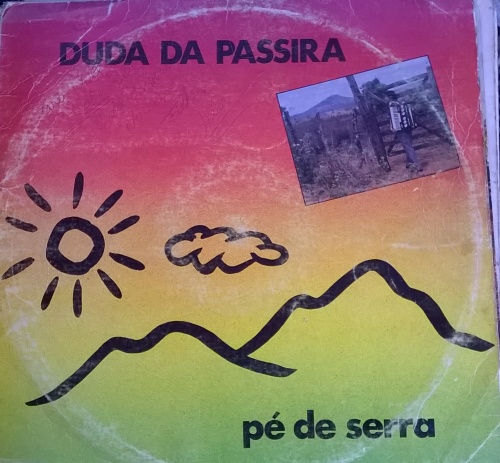 DUDA DA PASSIRA
pé de serra